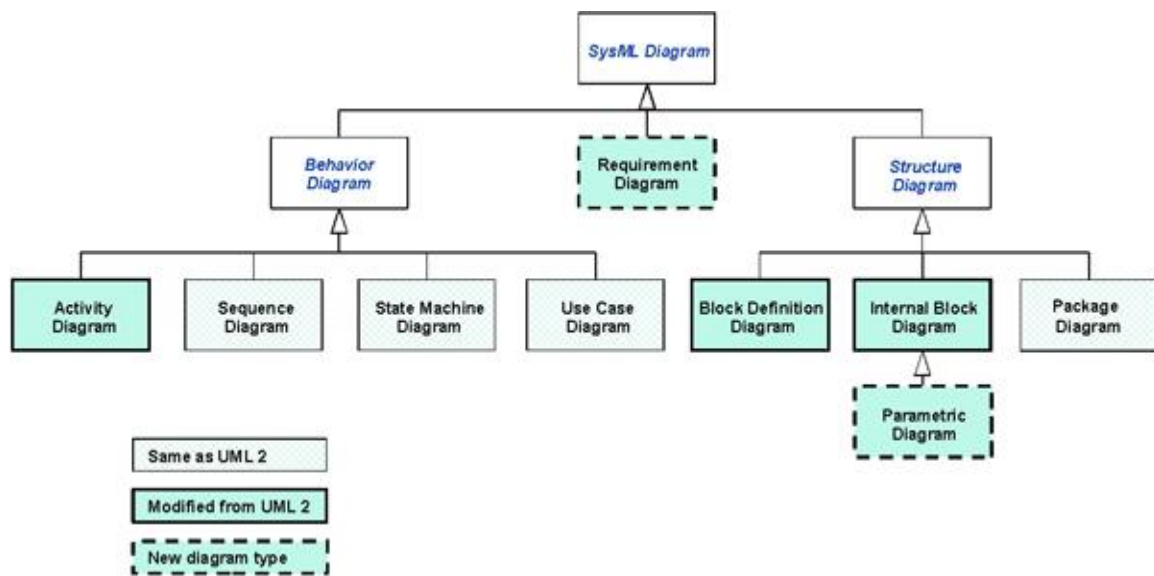 SysML Diagram
Behavior
Diagram
Requirement
Diagram
Structure
Diagram
Activity
Diagram
Sequence
Diagram
State Machine
Diagram
Use Case
Diagram
Block Definition
Diagram
Internal Block
Diagram
Package
Diagram
Parametric
Diagram
Same as UML 2
Modified from UML 2
New diagram type